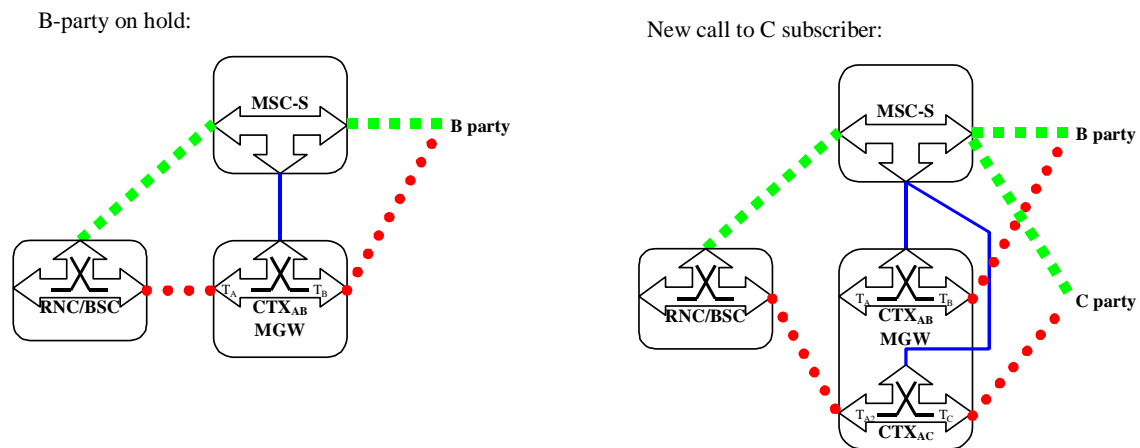 B-party on hold:
MSC-S
B party
RNC/BSC
TA
TB
CTXAB
MGW
New call to C subscriber:
MSC-S
B party
C party
RNC/BSC
TA
TB
CTXAB
MGW
TA2
TC
CTXAC